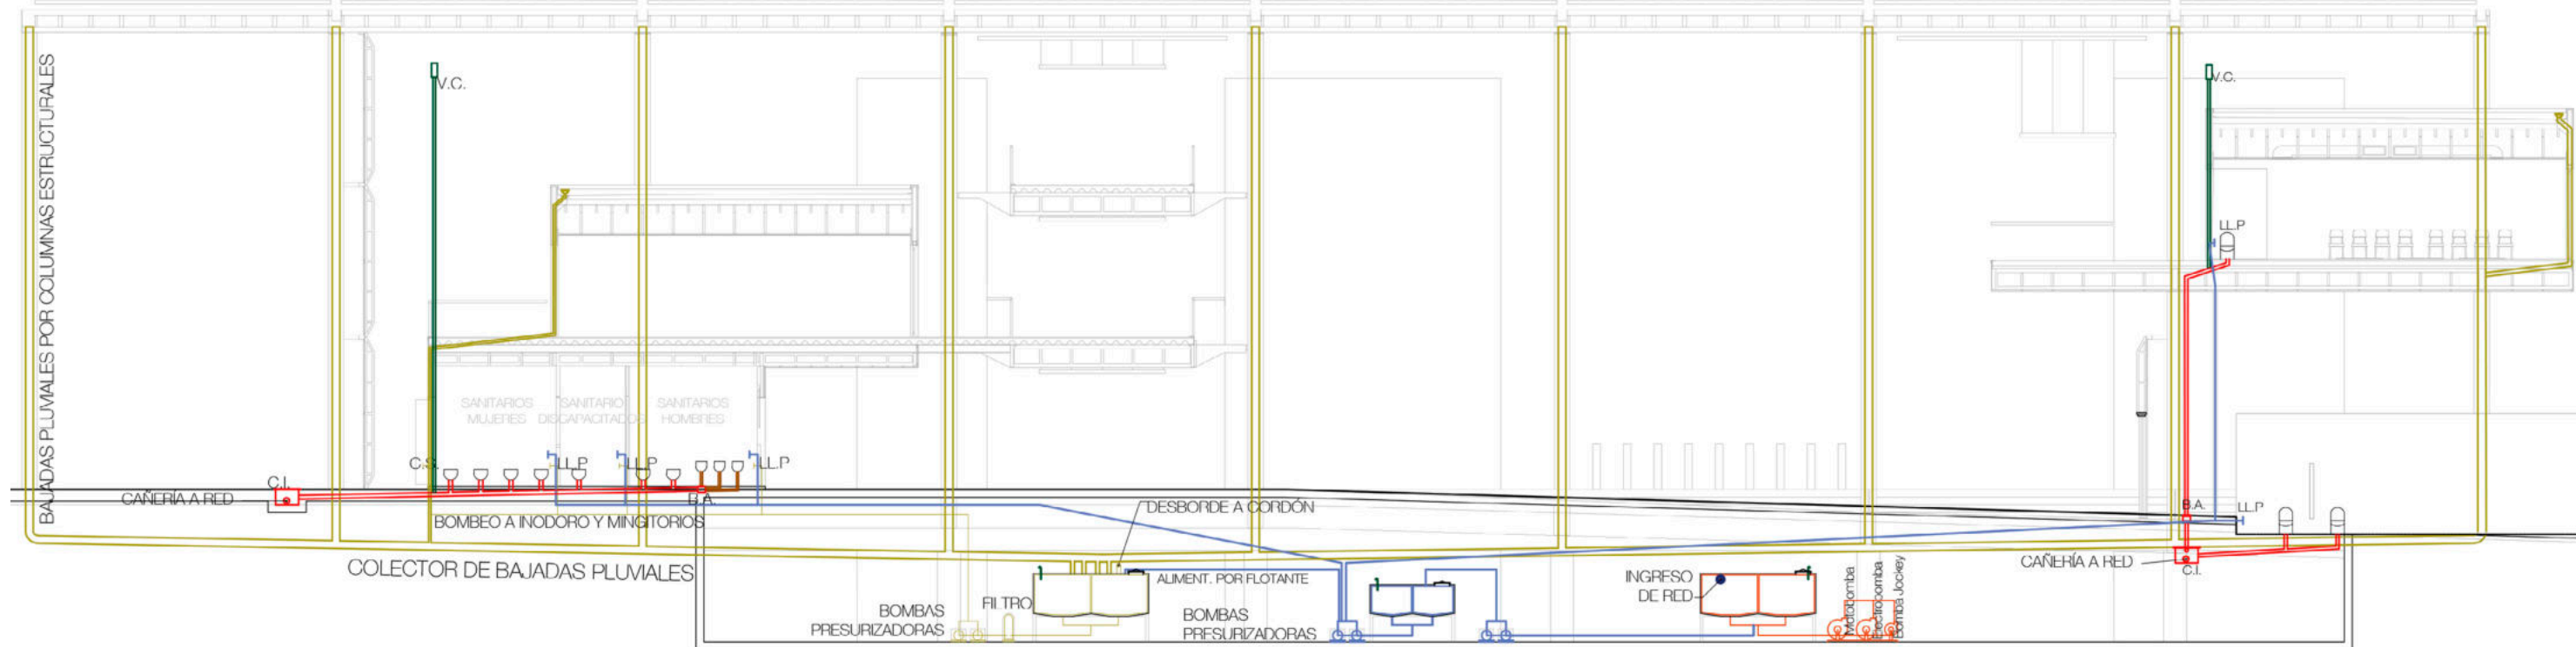 BAJADAS PLUVIALES POR COLUMNAS ESTRUCTURALES
V.C.
V.C.
LL.P
SANITARIOS
MUJERES
SANITARIO
DISCAPACITADOS
SANITARIOS
HOMBRES
C.S.
LL.P
LL.P
LL.P
C.I.
CAÑERÍA A RED
B.A.
BOMBEO A INODORO Y MINGITORIOS
DESBORDE A CORDÓN
B.A.
LL.P
COLECTOR DE BAJADAS PLUVIALES
CAÑERÍA A RED
C.I.
ALIMENT. POR FLOTANTE
BOMBAS
PRESURIZADORAS
FILTRO
BOMBAS
PRESURIZADORAS
INGRESO
DE RED
Motobomba
Electrobomba
Bomba Jockey